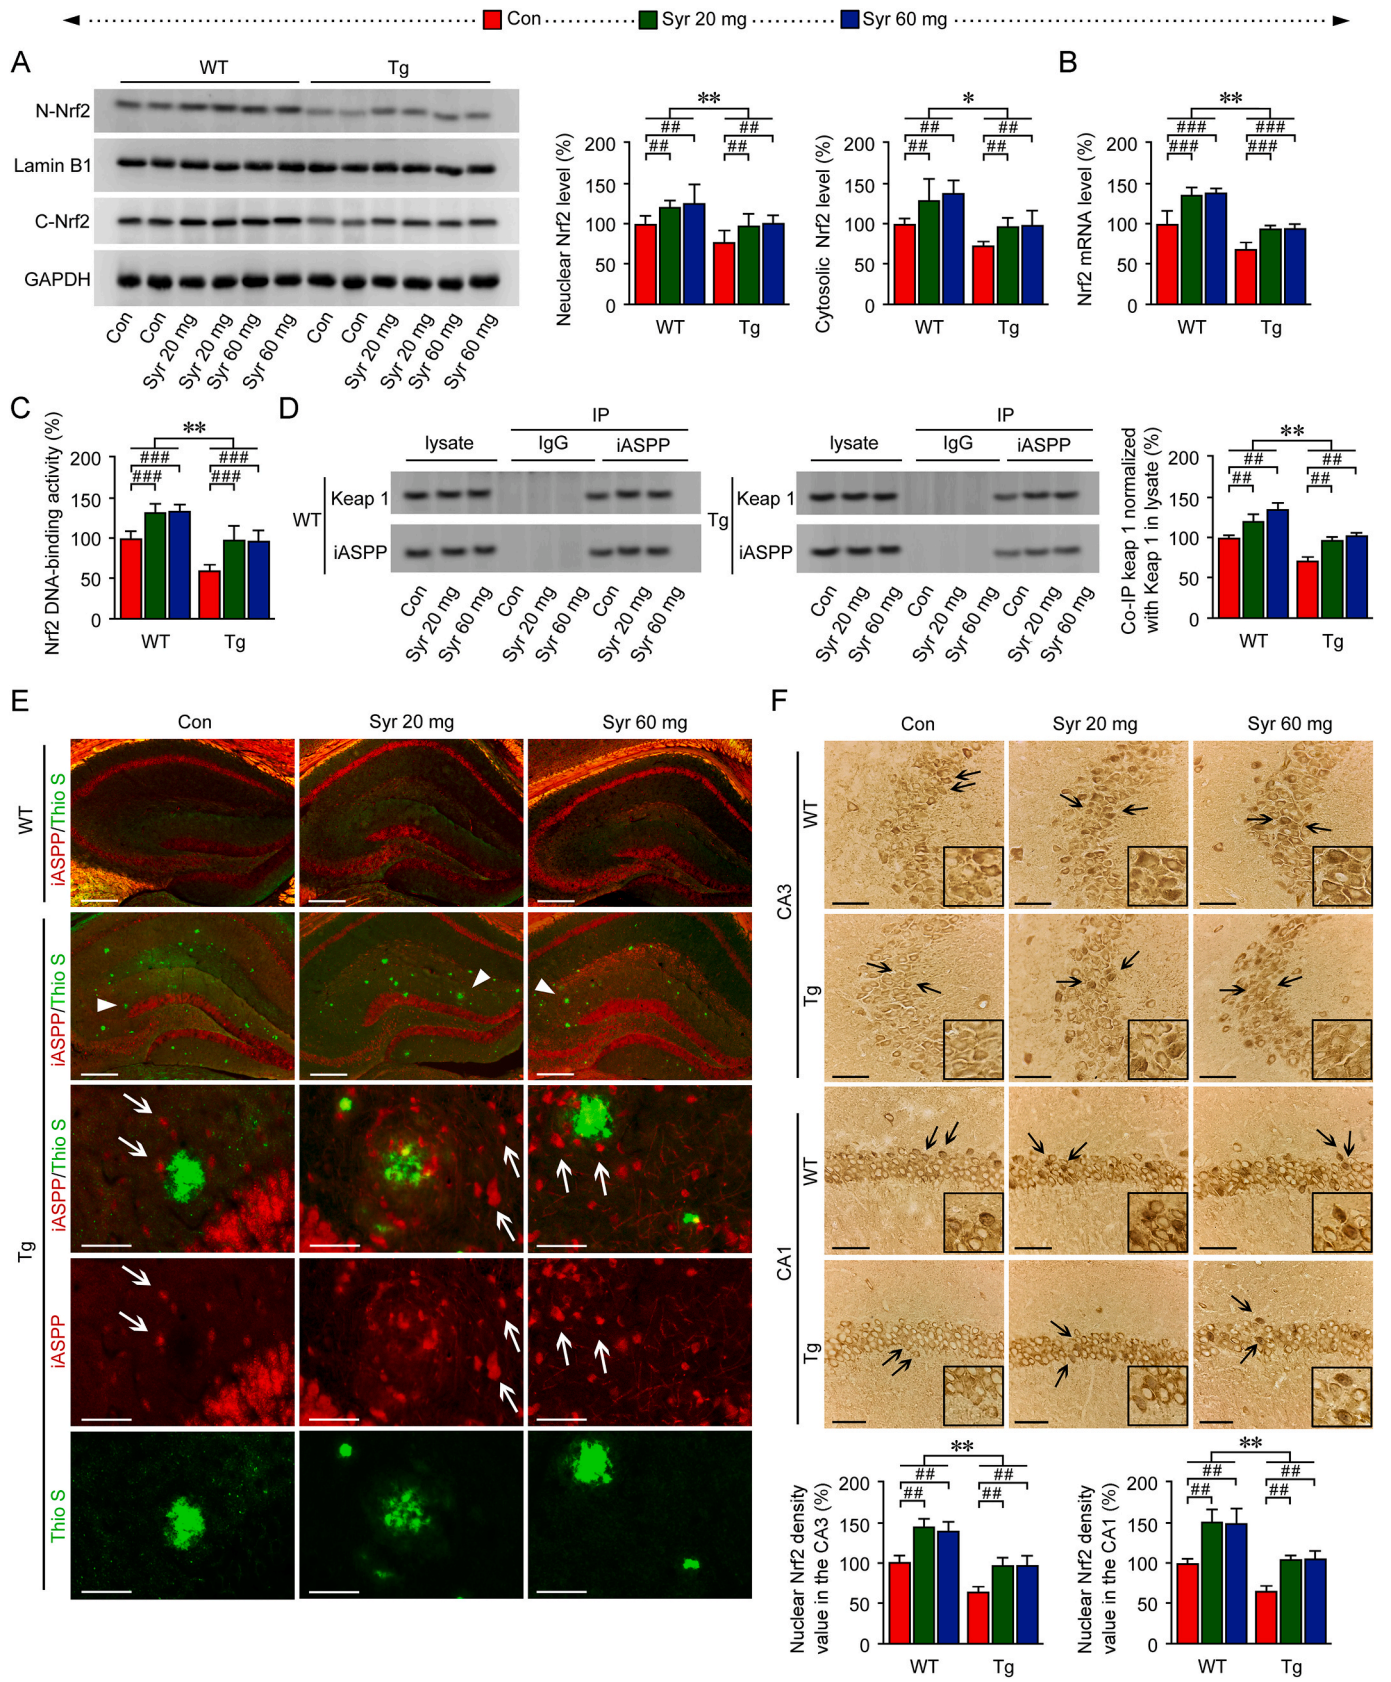 Con Syr 20 mg Syr 60 mg
A
WT Tg
N-Nrf2
Lamin B1
C-Nrf2
GAPDH
Con Con Syr 20 mg Syr 20 mg Syr 60 mg Syr 60 mg Con Con Syr 20 mg Syr 20 mg Syr 60 mg Syr 60 mg
Neuclear Nrf2 level (%)
**
## ##
## ##
200
150
100
50
0
WT Tg
Cytosolic Nrf2 level (%)
*
## ##
## ##
200
150
100
50
0
WT Tg
B
Nrf2 mRNA level (%)
**
### ###
### ###
200
150
100
50
0
WT Tg
C
Nrf2 DNA-binding activity (%)
**
### ###
### ###
200
150
100
50
0
WT Tg
D
IP
lysate IgG iASPP
WT
Keap 1
iASPP
Con Syr 20 mg Syr 60 mg Con Syr 20 mg Syr 60 mg Con Syr 20 mg Syr 60 mg
IP
lysate IgG iASPP
Tg
Keap 1
iASPP
Con Syr 20 mg Syr 60 mg Con Syr 20 mg Syr 60 mg Con Syr 20 mg Syr 60 mg
Co-IP keap 1 normalized
with Keap 1 in lysate (%)
**
## ##
## ##
200
150
100
50
0
WT Tg
E
Con Syr 20 mg Syr 60 mg
WT
iASPP/Thio S
Tg
iASPP/Thio S
iASPP/Thio S
iASPP
Thio S
F
Con Syr 20 mg Syr 60 mg
CA3
WT
Tg
CA1
WT
Tg
Nuclear Nrf2 density
value in the CA3 (%)
**
## ##
## ##
200
150
100
50
0
WT Tg
Nuclear Nrf2 density
value in the CA1 (%)
**
## ##
## ##
200
150
100
50
0
WT Tg